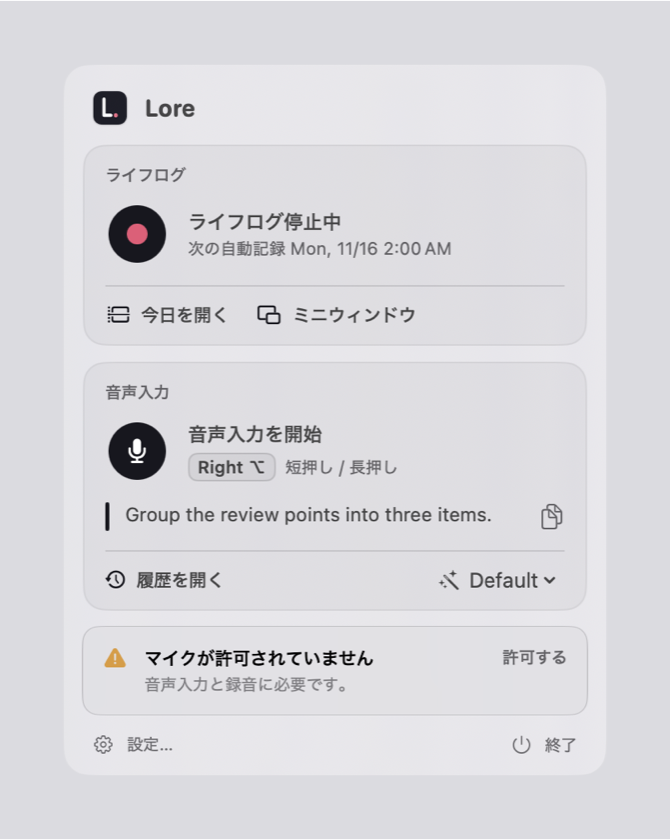 L.
Lore
ライフログ
ライフログ停止中
次の自動記録 Mon, 11/16 2:00 AM
今日を開く ミニウィンドウ
音声入力
音声入力を開始
Right ⌥ 短押し / 長押し
Group the review points into three items.
履歴を開く Default
マイクが許可されていません 許可する
音声入力と録音に必要です。
設定... 終了